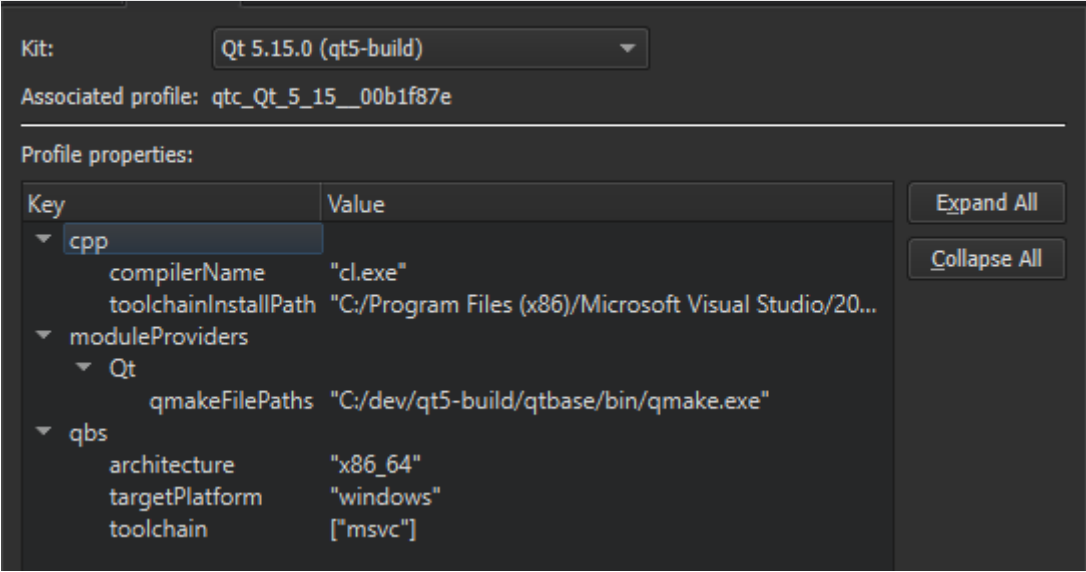 Kit: Qt 5.15.0 (qt5-build)
Associated profile: qtc_Qt_5_15__00b1f87e
Profile properties:
Key Value
Expand All
cpp
Collapse All
compilerName "cl.exe"
toolchainInstallPath "C:/Program Files (x86)/Microsoft Visual Studio/20...
moduleProviders
Qt
qmakeFilePaths "C:/dev/qt5-build/qtbase/bin/qmake.exe"
qbs
architecture "x86_64"
targetPlatform "windows"
toolchain ["msvc"]